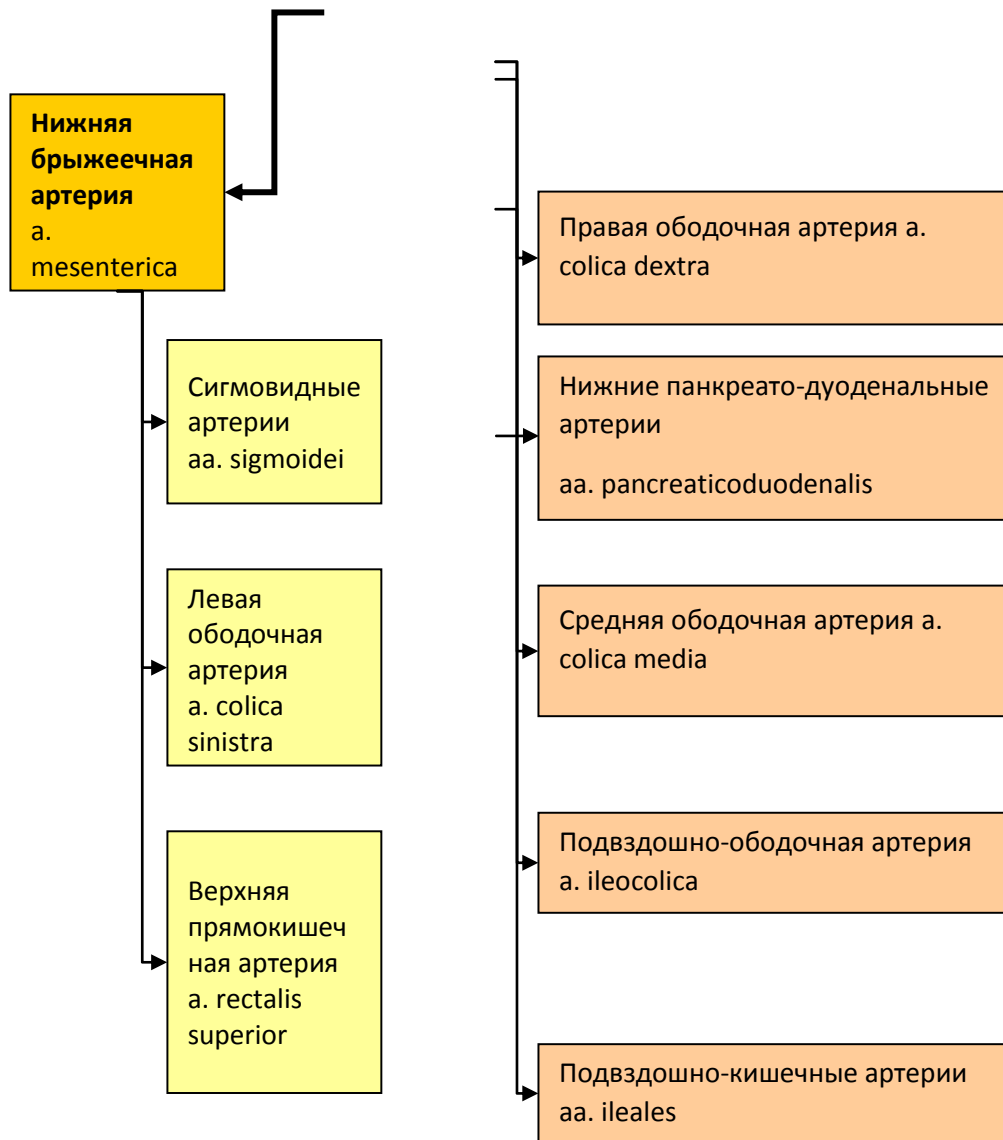 Нижняя
брыжеечная
артерия
a.
mesenterica
Сигмовидные
артерии
aa. sigmoidei
Левая
ободочная
артерия
a. colica
sinistra
Верхняя
прямокишеч
ная артерия
a. rectalis
superior
Правая ободочная артерия a.
colica dextra
Нижние панкреато-дуоденальные
артерии
aa. pancreaticoduodenalis
Средняя ободочная артерия a.
colica media
Подвздошно-ободочная артерия
a. ileocolica
Подвздошно-кишечные артерии
aa. ileales